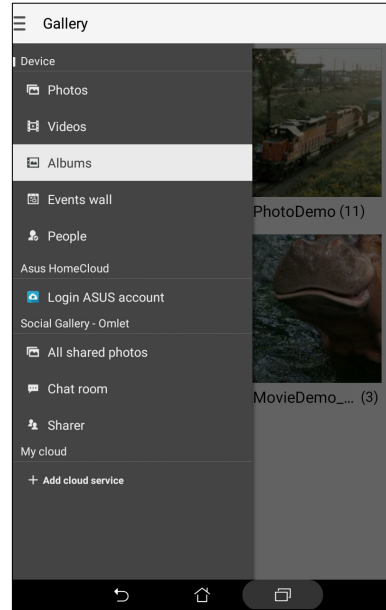 Gallery
Device
Photos
Videos
Albums
Events wall
PhotoDemo (11)
People
Asus HomeCloud
Login ASUS account
Social Gallery - Omlet
All shared photos
Chat room
MovieDemo_... (3)
Sharer
My cloud
+ Add cloud service